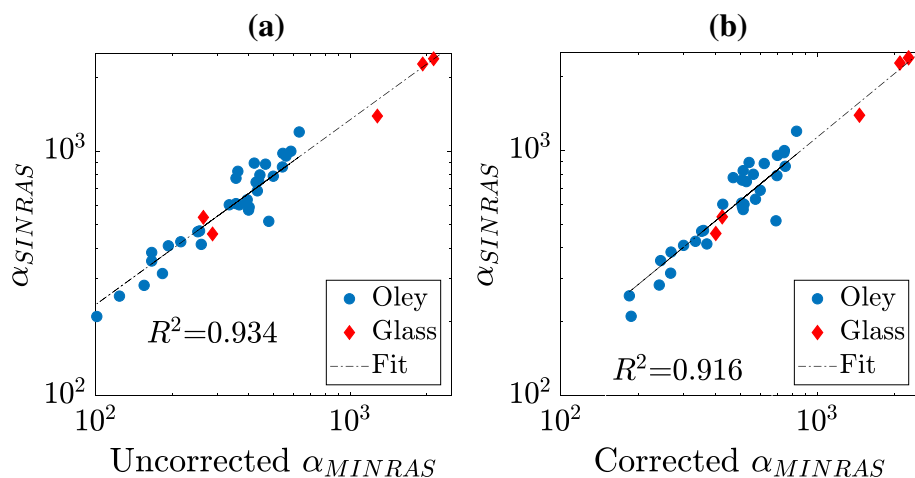 (a)
α_SINRAS
10^3
10^2
R^2=0.934
Oley
Glass
Fit
10^2
10^3
Uncorrected α_MINRAS
(b)
α_SINRAS
10^3
10^2
R^2=0.916
Oley
Glass
Fit
10^2
10^3
Corrected α_MINRAS